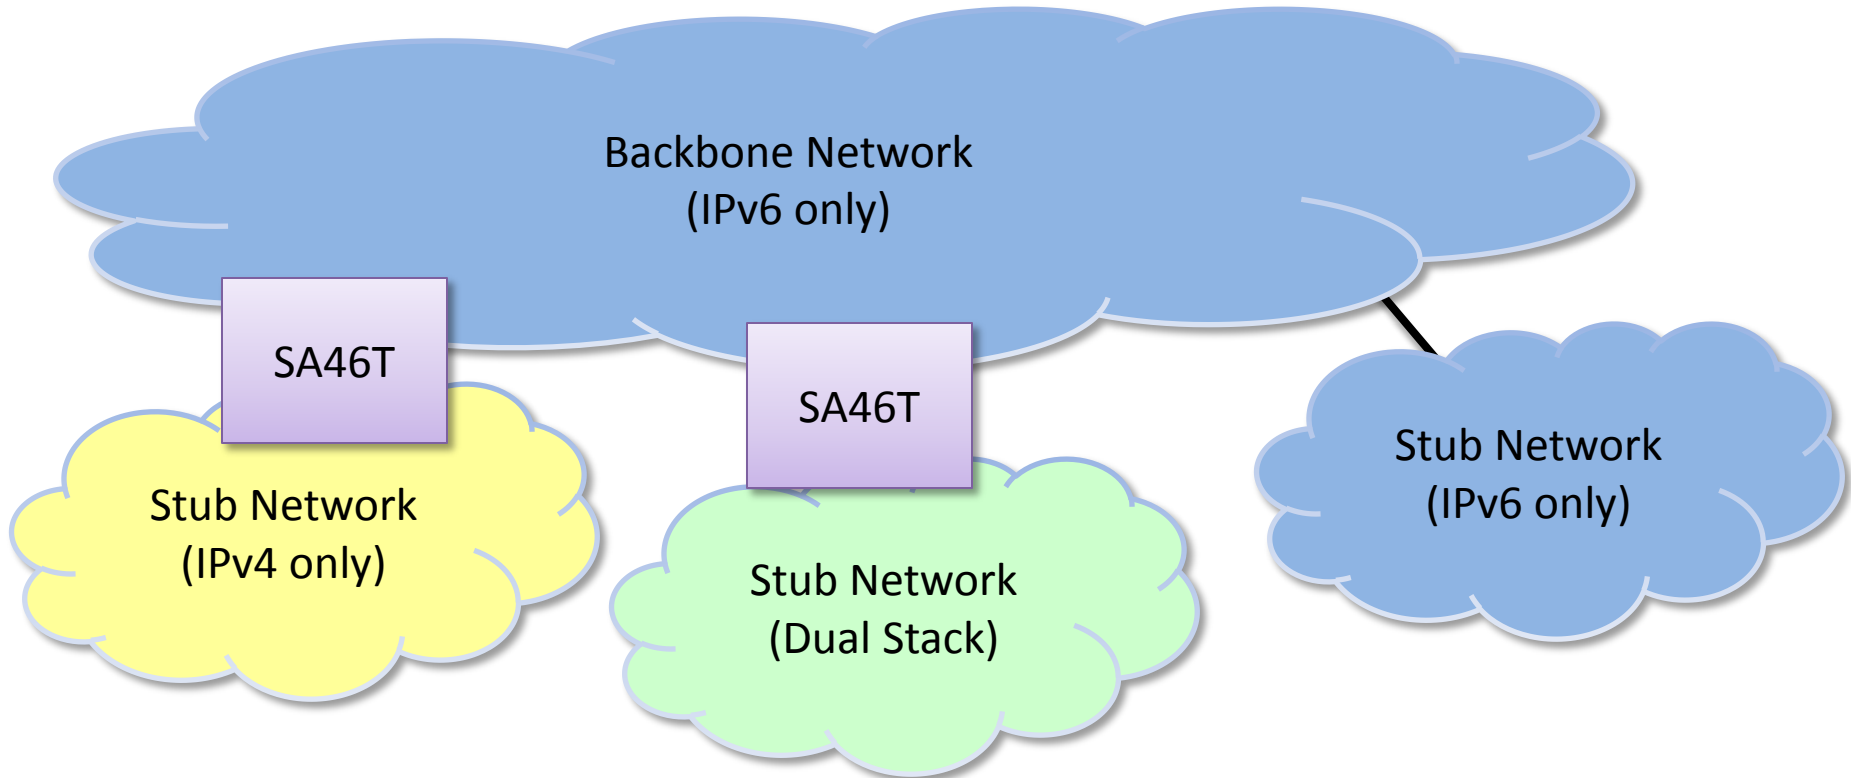 Backbone Network
(IPv6 only)
SA46T
SA46T
Stub Network
(IPv4 only)
Stub Network
(Dual Stack)
Stub Network
(IPv6 only)